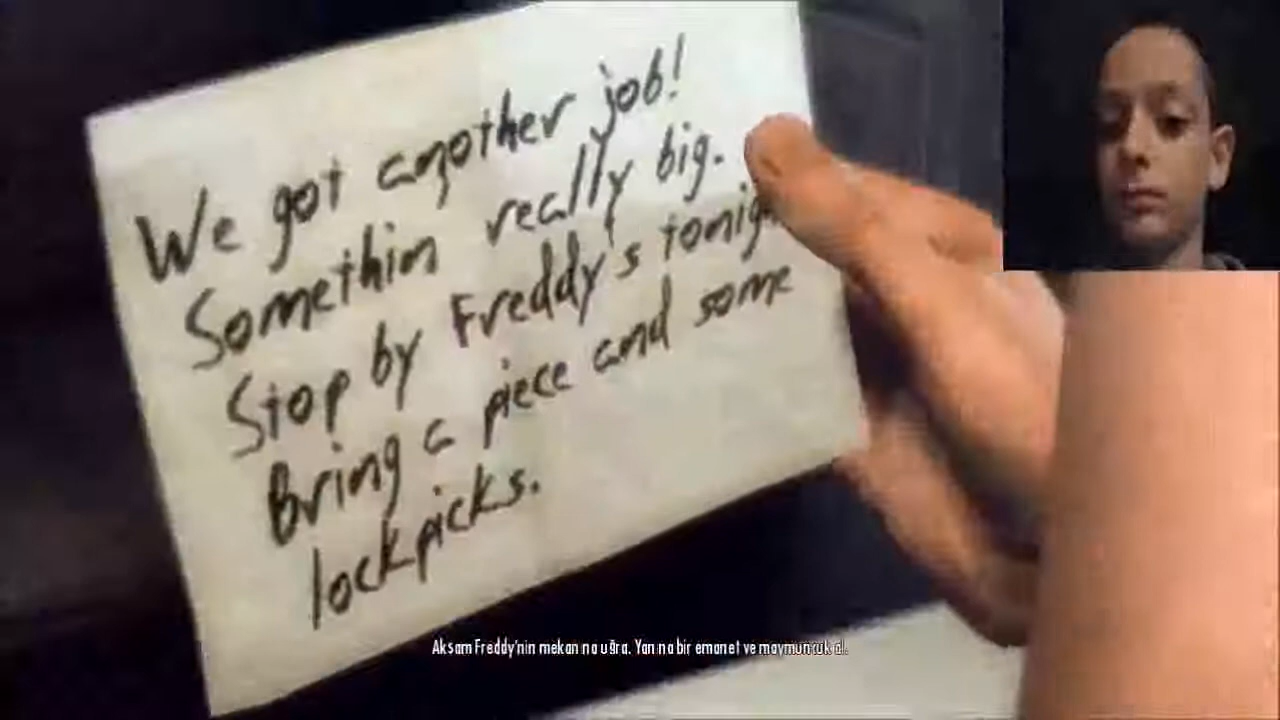 We got another job!
Somethin really big.
Stop by Freddy's
Bring a piece and some
lockpicks.
Aksam Freddy'nin mekanına uğra. Yanına bir emanet ve maymuncuk al.